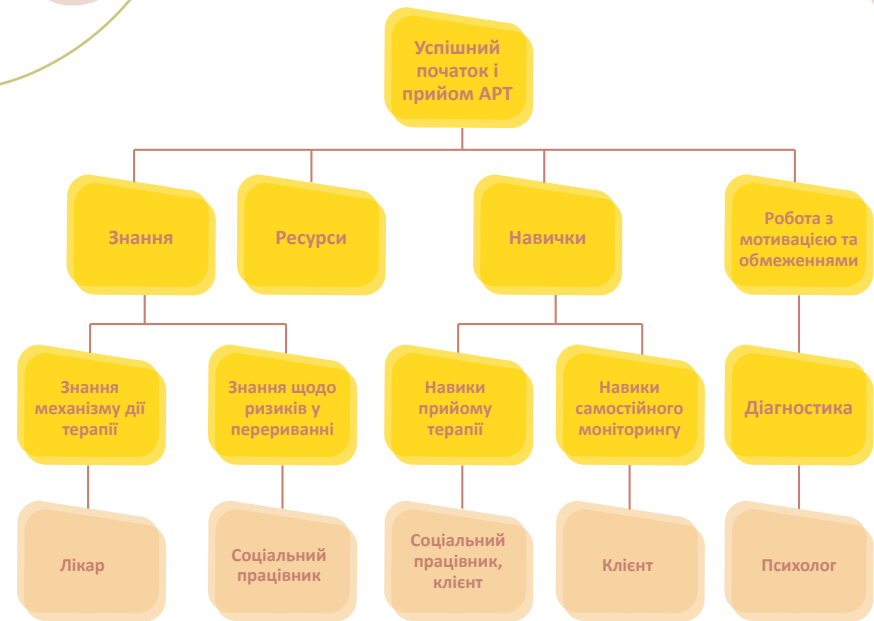 Успішний
початок і
прийом АРТ
Знання
Ресурси
Навички
Робота з
мотивацією та
обмеженнями
Знання
механізму дії
терапії
Знання щодо
ризиків у
перериванні
Навики
прийому
терапії
Навики
самостійного
моніторингу
Діагностика
Лікар
Соціальний
працівник
Соціальний
працівник,
клієнт
Клієнт
Психолог